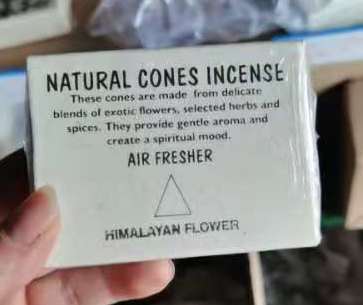 NATURAL CONES INCENSE
These cones are made from delicate
blends of exotic flowers, selected herbs and
spices. They provide gentle aroma and
create a spiritual mood.
AIR FRESHER
HIMALAYAN FLOWER